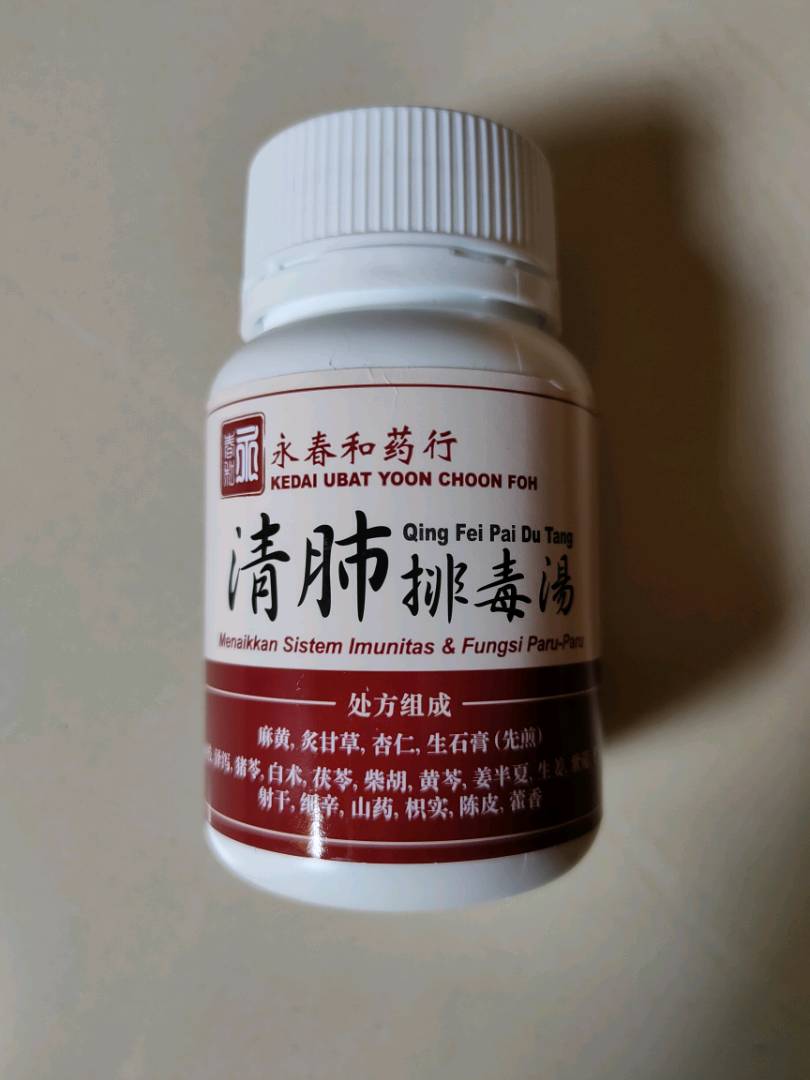 春和
永
永春和药行
KEDAI UBAT YOON CHOON FOH
Qing Fei Pai Du Tang
清肺排毒湯
Menaikkan Sistem Imunitas & Fungsi Paru-Paru
处方组成
麻黄, 炙甘草, 杏仁, 生石膏(先煎)
泽泻, 猪苓, 白术, 茯苓, 柴胡, 黄芩, 姜半夏, 生姜,
射干, 细辛, 山药, 枳实, 陈皮, 藿香